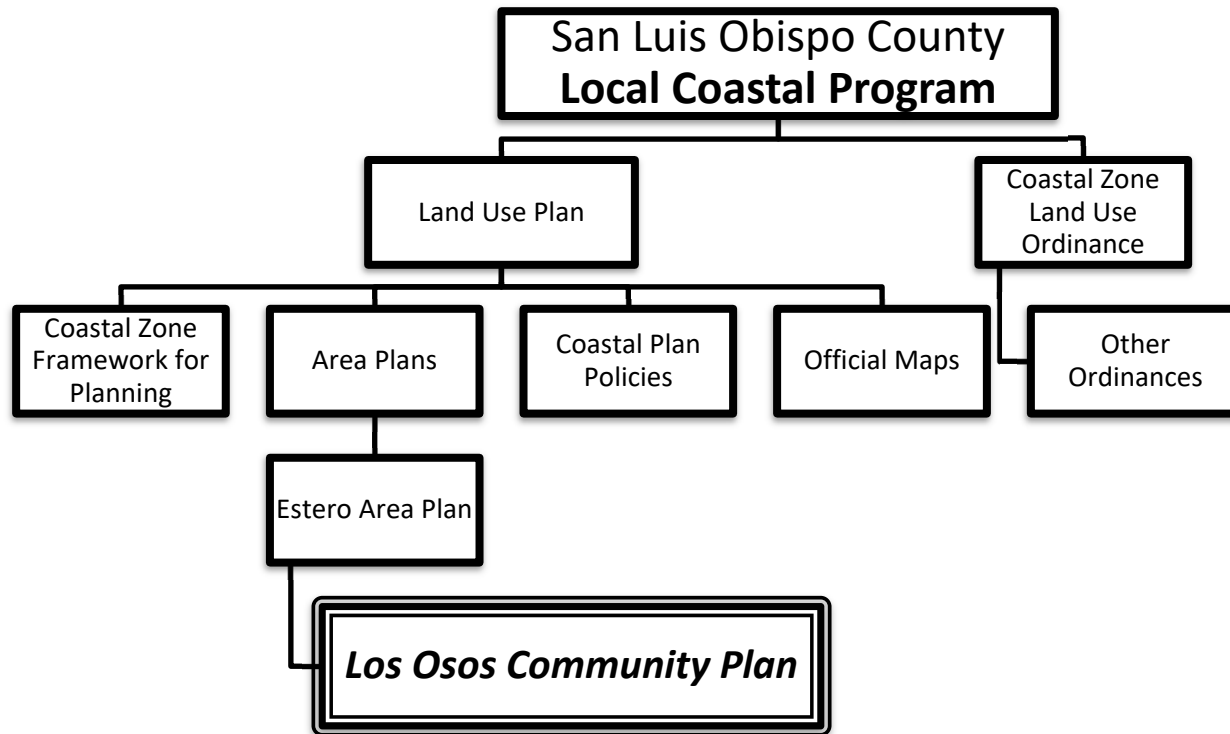 San Luis Obispo County
Local Coastal Program
Land Use Plan
Coastal Zone
Land Use
Ordinance
Coastal Zone
Framework for
Planning
Area Plans
Coastal Plan
Policies
Official Maps
Other
Ordinances
Estero Area Plan
Los Osos Community Plan